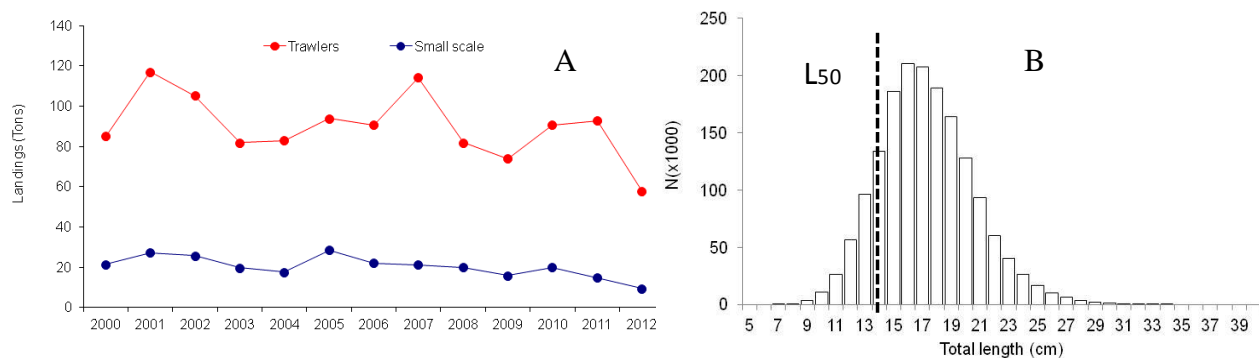 140
120
100
80
60
40
20
0
Landings (Tons)
Trawlers
Small scale
A
2000 2001 2002 2003 2004 2005 2006 2007 2008 2009 2010 2011 2012
250
200
150
100
50
0
N(x1000)
L50
B
5 7 9 11 13 15 17 19 21 23 25 27 29 31 33 35 37 39
Total length (cm)